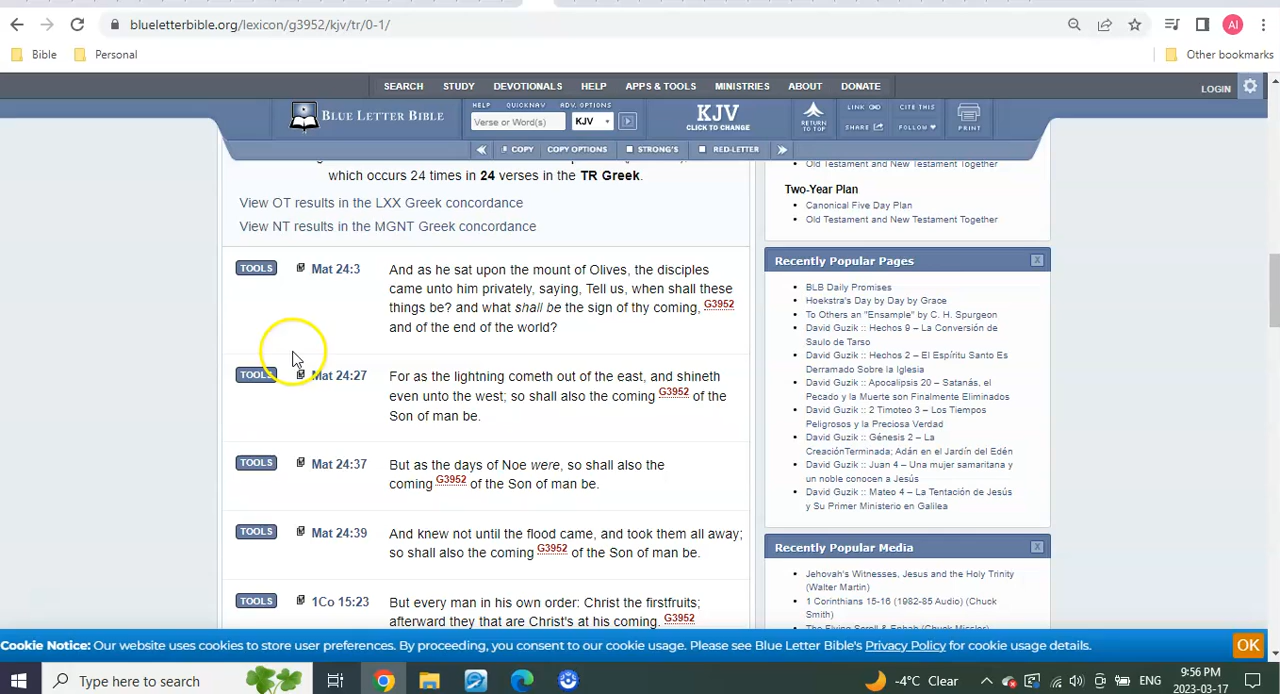 blueletterbible.org/lexicon/g3952/kjv/tr/0-1/
AI
Bible
Personal
Other bookmarks
SEARCH STUDY DEVOTIONALS HELP APPS & TOOLS MINISTRIES ABOUT DONATE
LOGIN
BLUE LETTER BIBLE
HELP QUICKNAV ADV. OPTIONS
Verse or Word(s) KJV
KJV
CLICK TO CHANGE
RETURN TO TOP
LINK
SHARE
CITE THIS
FOLLOW
PRINT
COPY COPY OPTIONS STRONG'S RED-LETTER
which occurs 24 times in 24 verses in the TR Greek.
View OT results in the LXX Greek concordance
View NT results in the MGNT Greek concordance
TOOLS Mat 24:3 And as he sat upon the mount of Olives, the disciples
came unto him privately, saying, Tell us, when shall these
things be? and what shall be the sign of thy coming, G3952
and of the end of the world?
TOOLS Mat 24:27 For as the lightning cometh out of the east, and shineth
even unto the west; so shall also the coming G3952 of the
Son of man be.
TOOLS Mat 24:37 But as the days of Noe were, so shall also the
coming G3952 of the Son of man be.
TOOLS Mat 24:39 And knew not until the flood came, and took them all away;
so shall also the coming G3952 of the Son of man be.
TOOLS 1Co 15:23 But every man in his own order: Christ the firstfruits;
afterward they that are Christ's at his coming. G3952
Old Testament and New Testament Together
Two-Year Plan
Canonical Five Day Plan
Old Testament and New Testament Together
Recently Popular Pages X
BLB Daily Promises
Hoekstra's Day by Day by Grace
To Others an "Ensample" by C. H. Spurgeon
David Guzik :: Hechos 9 – La Conversión
de Saulo de Tarso
David Guzik :: Hechos 2 – El Espíritu Santo Es
Derramado Sobre la Iglesia
David Guzik :: Apocalipsis 20 – Satanás, el
Pecado y la Muerte son Finalmente Eliminados
David Guzik :: 2 Timoteo 3 – Los Tiempos
Peligrosos y la Preciosa Verdad
David Guzik :: Génesis 2 – La
CreaciónTerminada; Adán en el Jardín del Edén
David Guzik :: Juan 4 – Una mujer samaritana y
un noble conocen a Jesús
David Guzik :: Mateo 4 – La Tentación de Jesús
y Su Primer Ministerio en Galilea
Recently Popular Media X
Jehovah's Witnesses, Jesus and the Holy Trinity
(Walter Martin)
1 Corinthians 15-16 (1982-85 Audio) (Chuck
Smith)
Cookie Notice: Our website uses cookies to store user preferences. By proceeding, you consent to our cookie usage. Please see Blue Letter Bible's Privacy Policy for cookie usage details. OK
Type here to search
-4°C Clear
ENG
9:56 PM
2023-03-17